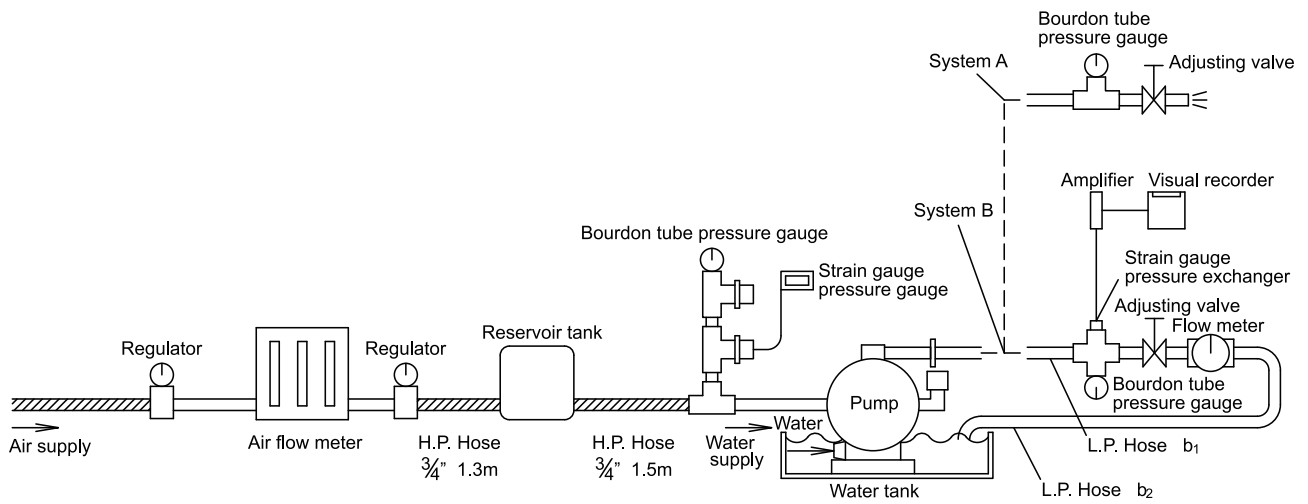 Bourdon tube
pressure gauge
System A
Adjusting valve
Amplifier
Visual recorder
System B
Bourdon tube pressure gauge
Strain gauge
pressure gauge
Strain gauge
pressure exchanger
Adjusting valve
Flow meter
Reservoir tank
Regulator
Regulator
Pump
Bourdon tube
pressure gauge
Air supply
Air flow meter
H.P. Hose
¾" 1.3m
H.P. Hose
¾" 1.5m
Water
supply
Water
Water tank
L.P. Hose b₁
L.P. Hose b₂